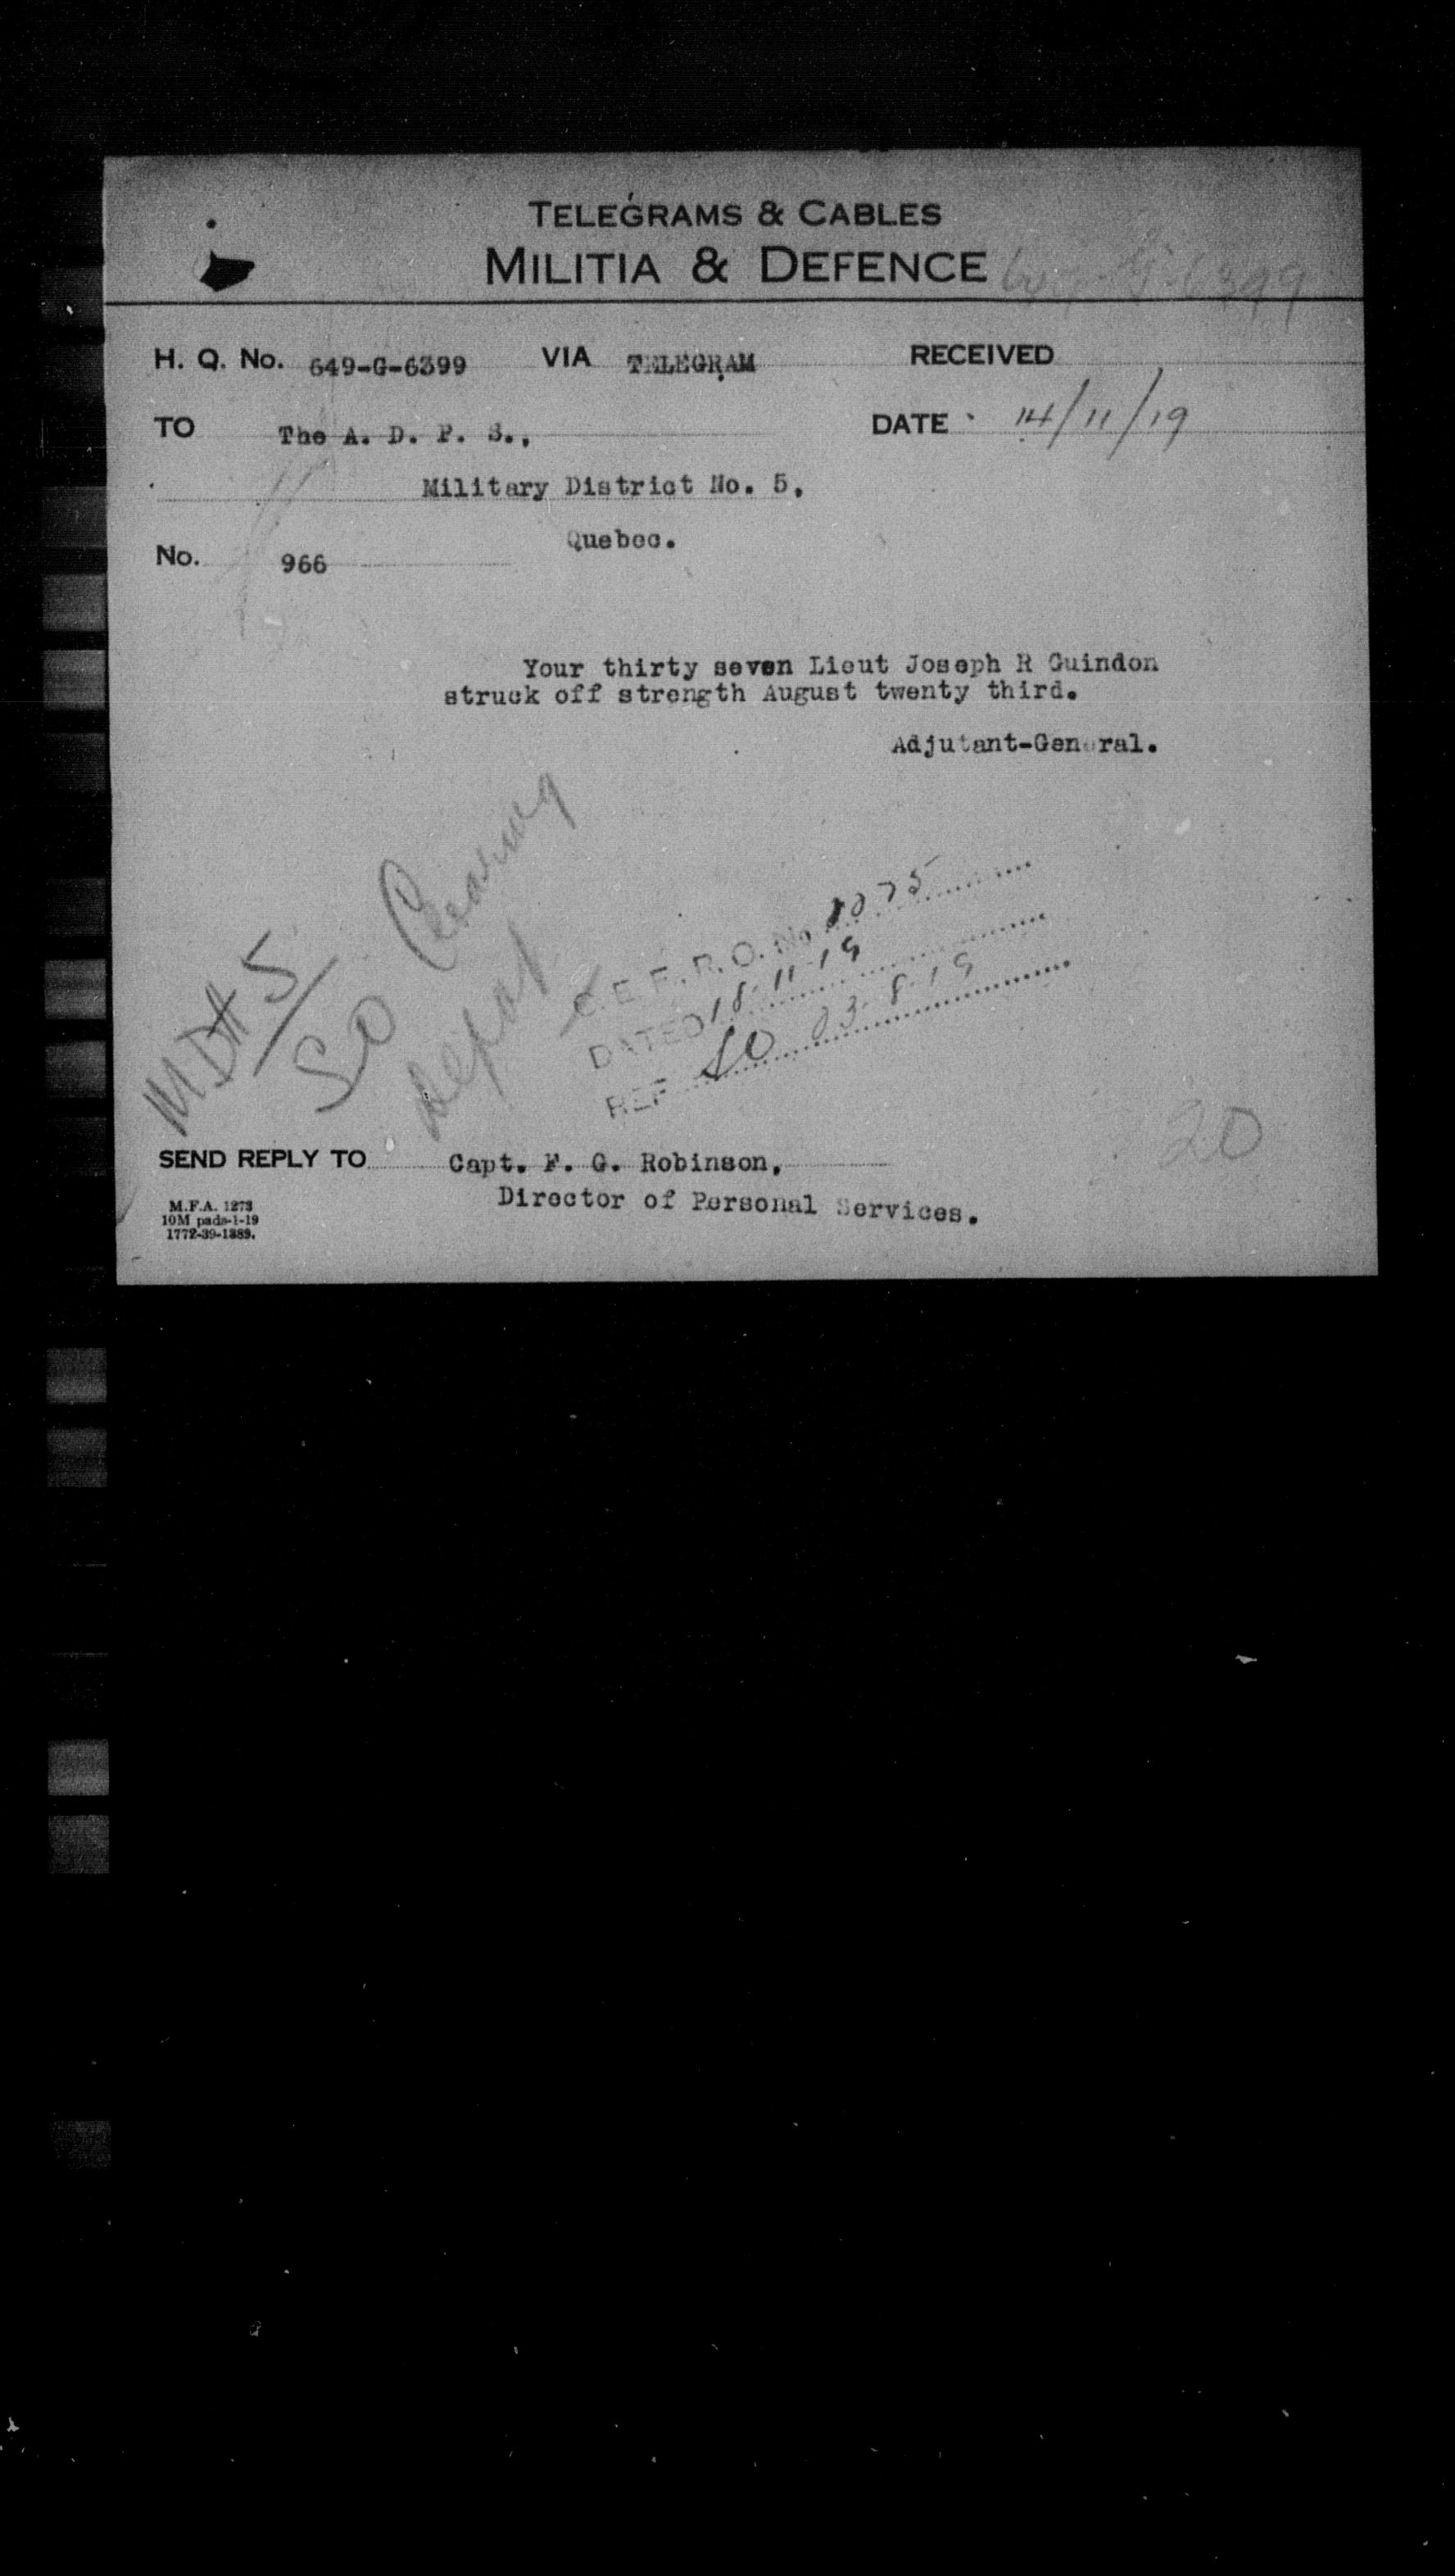 TELEGRAMS & CABLES
MILITIA & DEFENCE
649-G-6399
H. Q. No. 649-G-6399 VIA TELEGRAM RECEIVED
TO The A. D. P. S., DATE 14/11/19
Military District No. 5,
Quebec.
No. 966
Your thirty seven Lieut Joseph R Guindon
struck off strength August twenty third.
Adjutant-General.
MD# 5
SO Clearing
depot
C.E.F.R.O. No 1075
DATED 18-11-19
REF SO 23-8-19
20
SEND REPLY TO Capt. F. G. Robinson,
Director of Personal Services.
M.F.A. 1273
10M pads-1-19
1772-39-1389.